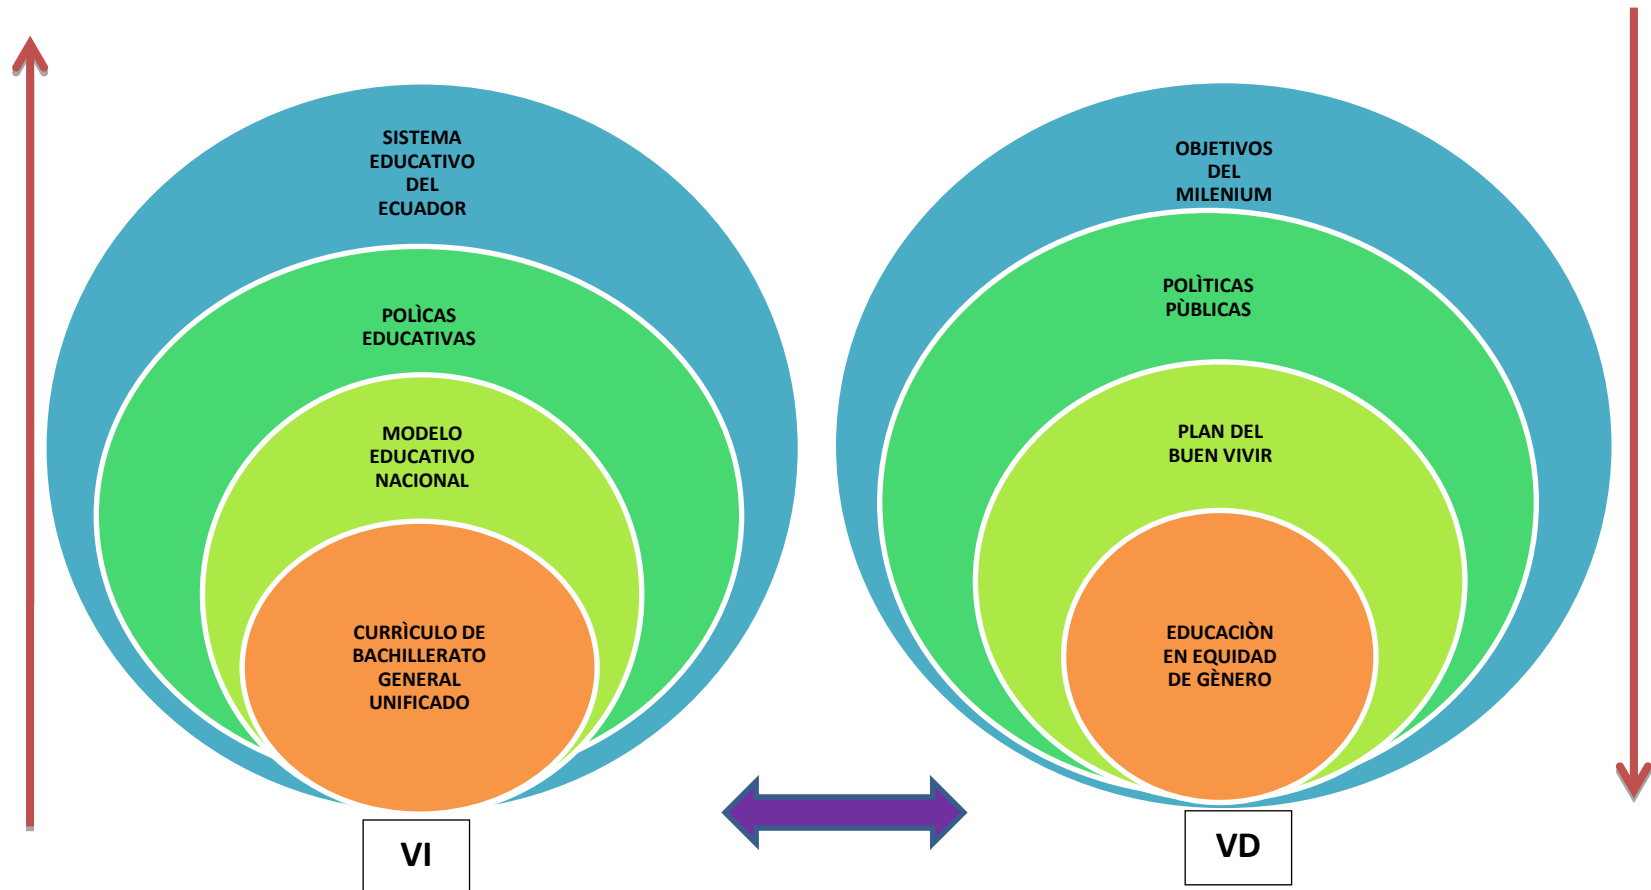 SISTEMA
EDUCATIVO
DEL
ECUADOR
POLÌCAS
EDUCATIVAS
MODELO
EDUCATIVO
NACIONAL
CURRÌCULO DE
BACHILLERATO
GENERAL
UNIFICADO
VI
OBJETIVOS
DEL
MILENIUM
POLÌTICAS
PÙBLICAS
PLAN DEL
BUEN VIVIR
EDUCACIÒN
EN EQUIDAD
DE GÈNERO
VD